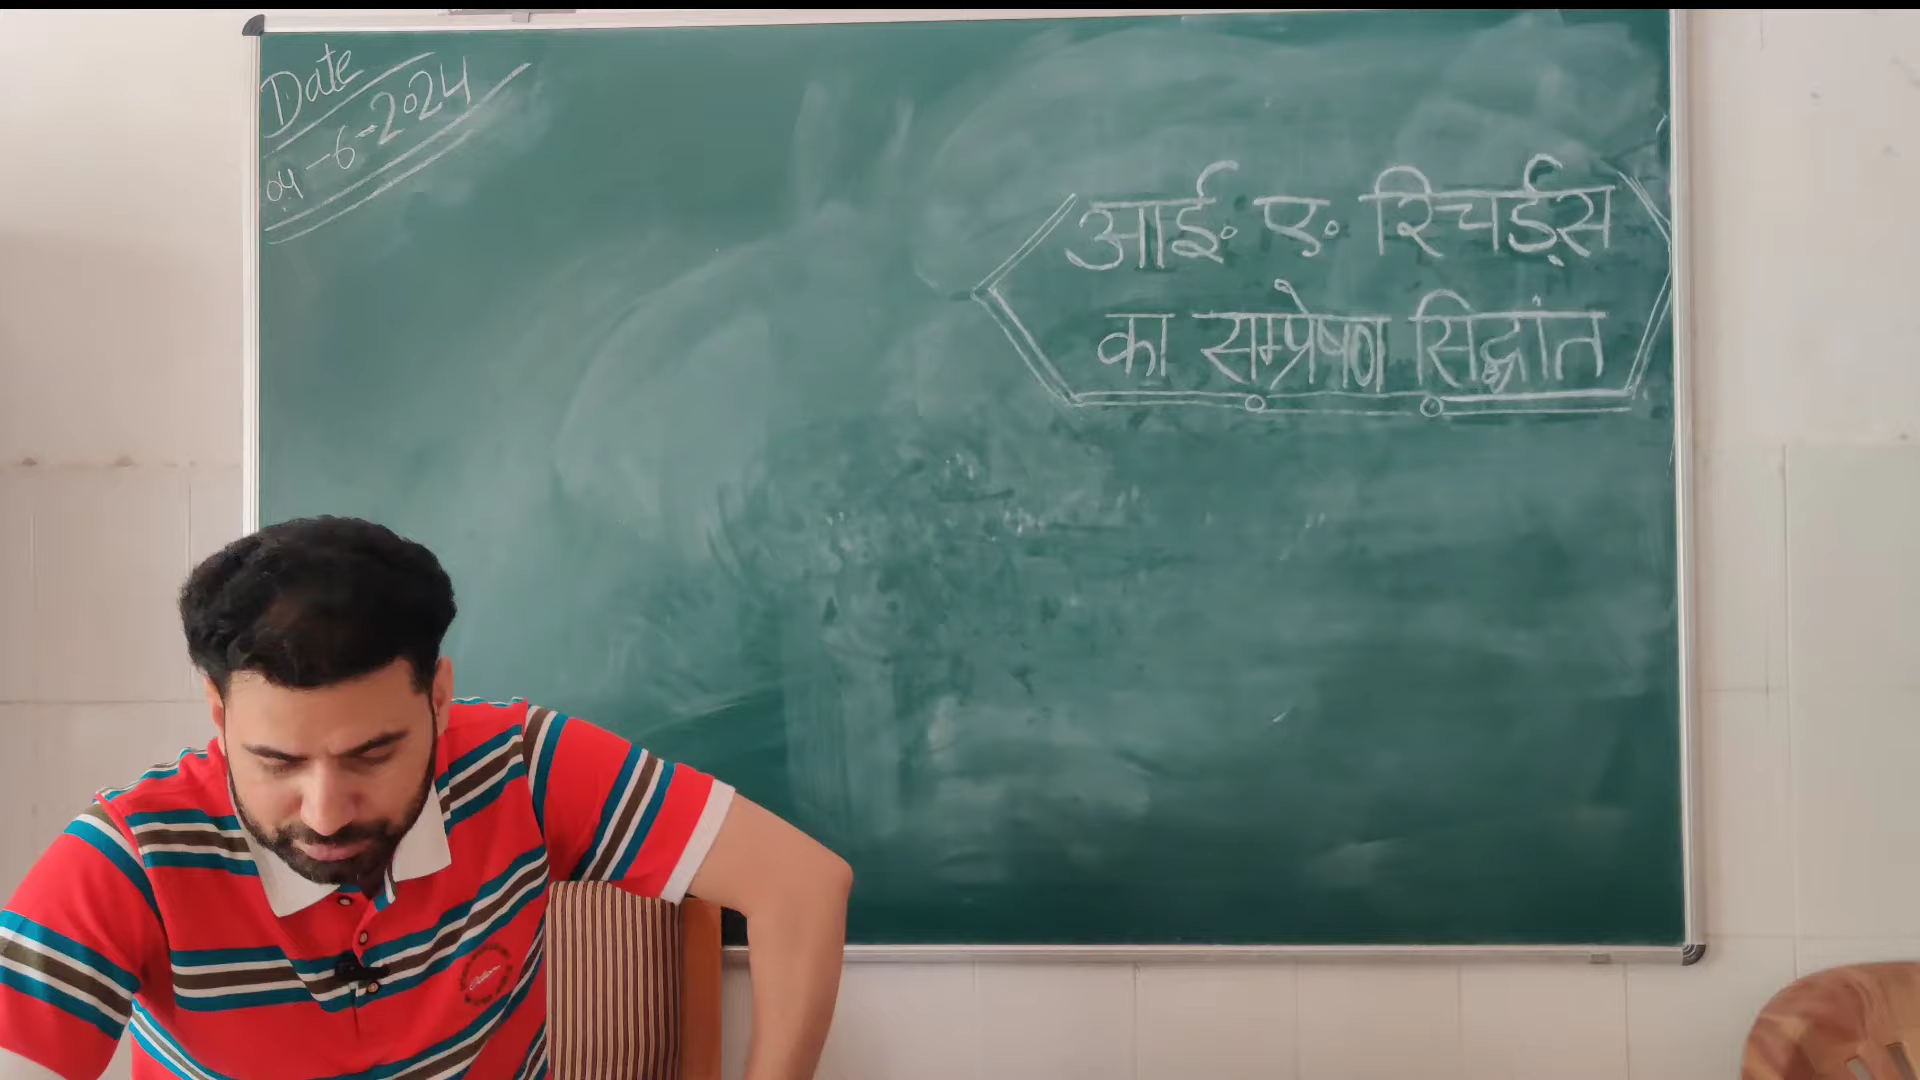 Date
04-6-2024
आई॰ ए॰ रिचर्ड्स
का सम्प्रेषण सिद्धांत